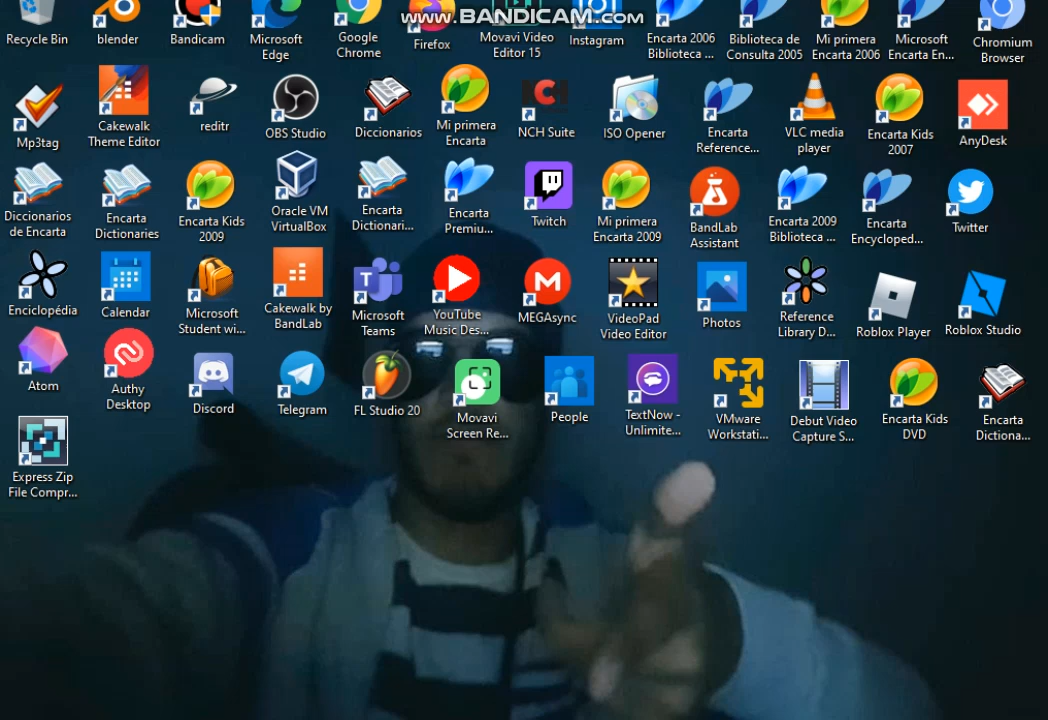 www.BANDICAM.com
Recycle Bin
blender
Bandicam
Microsoft
Edge
Google
Chrome
Firefox
Movavi Video
Editor 15
Instagram
Encarta 2006
Biblioteca ...
Biblioteca de
Consulta 2005
Mi primera
Encarta 2006
Microsoft
Encarta En...
Chromium
Browser
Mp3tag
Cakewalk
Theme Editor
reditr
OBS Studio
Diccionarios
Mi primera
Encarta
NCH Suite
ISO Opener
Encarta
Reference...
VLC media
player
Encarta Kids
2007
AnyDesk
Diccionarios
de Encarta
Encarta
Dictionaries
Encarta Kids
2009
Oracle VM
VirtualBox
Encarta
Dictionari...
Encarta
Premiu...
Twitch
Mi primera
Encarta 2009
BandLab
Assistant
Encarta 2009
Biblioteca ...
Encarta
Encycloped...
Twitter
Enciclopédia
Calendar
Microsoft
Student wi...
Cakewalk by
BandLab
Microsoft
Teams
YouTube
Music Des...
MEGAsync
VideoPad
Video Editor
Photos
Reference
Library D...
Roblox Player
Roblox Studio
Atom
Authy
Desktop
Discord
Telegram
FL Studio 20
Movavi
Screen Re...
People
TextNow -
Unlimite...
VMware
Workstati...
Debut Video
Capture S...
Encarta Kids
DVD
Encarta
Dictiona...
Express Zip
File Compr...